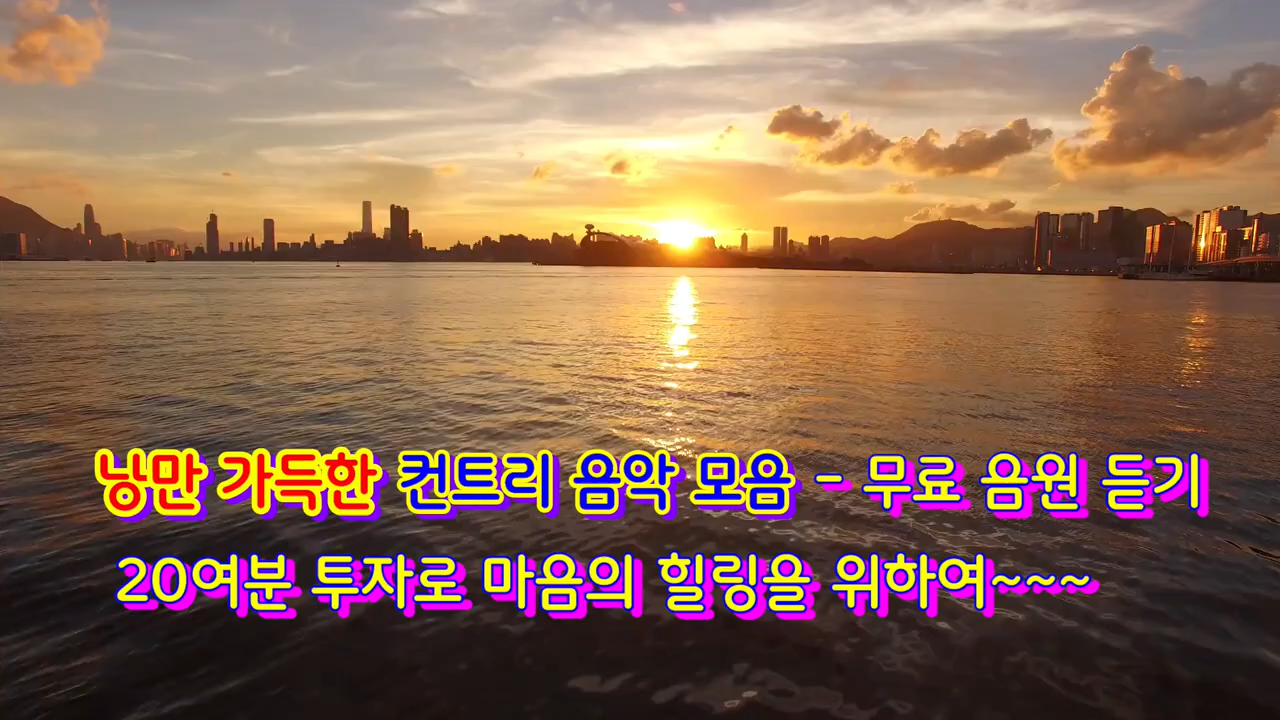 낭만 가득한 컨트리 음악 모음 - 무료 음원 듣기
20여분 투자로 마음의 힐링을 위하여~~~